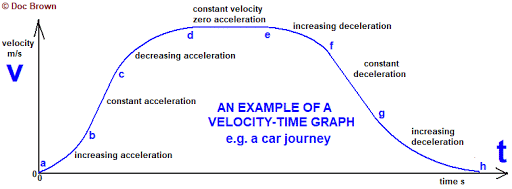 © Doc Brown
velocity
m/s
V
constant velocity
zero acceleration
increasing deceleration
d
e
f
decreasing acceleration
c
constant
deceleration
constant acceleration
AN EXAMPLE OF A
VELOCITY-TIME GRAPH
e.g. a car journey
g
b
increasing
deceleration
increasing acceleration
a
h
t
0
0
time s